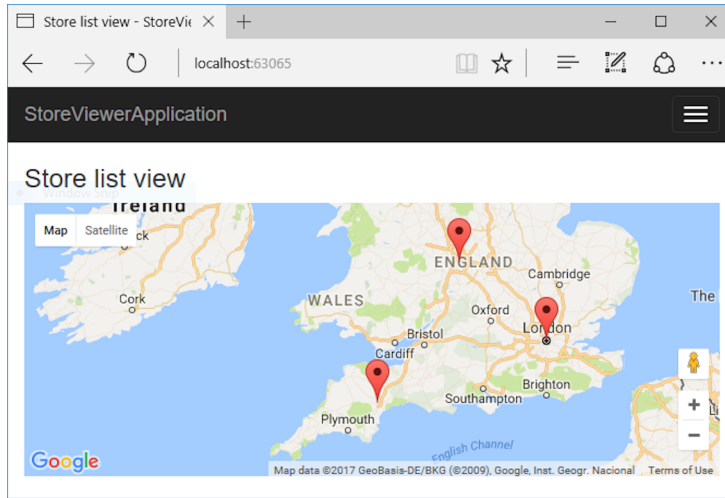 Store list view - StoreVie
localhost:63065
StoreViewerApplication
Store list view
Ireland
Map Satellite
ENGLAND
Cambridge
Cork
WALES
The
Oxford
London
Bristol
Cardiff
Brighton
Southampton
Plymouth
English Channel
Google
Map data ©2017 GeoBasis-DE/BKG (©2009), Google, Inst. Geogr. Nacional Terms of Use